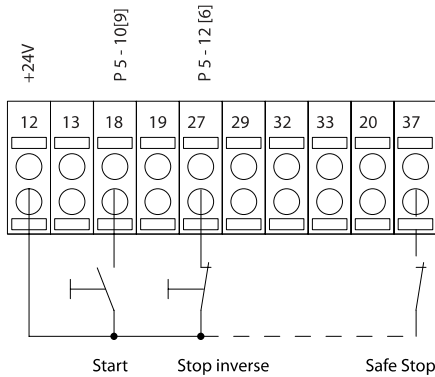 +24V
P 5 - 10[9]
P 5 - 12 [6]
12 13 18 19 27 29 32 33 20 37
Start Stop inverse Safe Stop